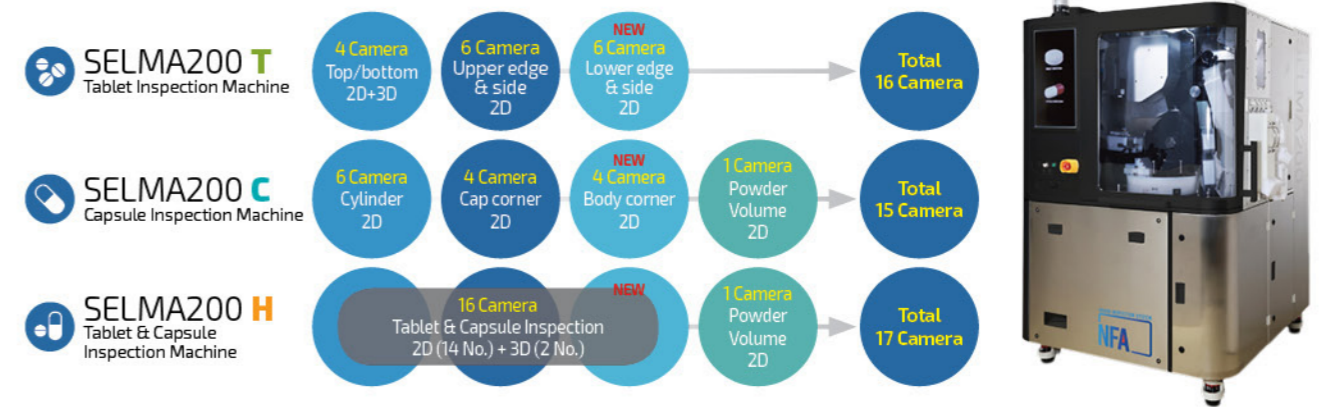 SELMA200 T
Tablet Inspection Machine
4 Camera
Top/bottom
2D+3D
6 Camera
Upper edge
& side
2D
NEW
6 Camera
Lower edge
& side
2D
Total
16 Camera
SELMA200 C
Capsule Inspection Machine
6 Camera
Cylinder
2D
4 Camera
Cap corner
2D
NEW
4 Camera
Body corner
2D
1 Camera
Powder
Volume
2D
Total
15 Camera
SELMA200 H
Tablet & Capsule
Inspection Machine
NEW
16 Camera
Tablet & Capsule Inspection
2D (14 No.) + 3D (2 No.)
1 Camera
Powder
Volume
2D
Total
17 Camera
NFA